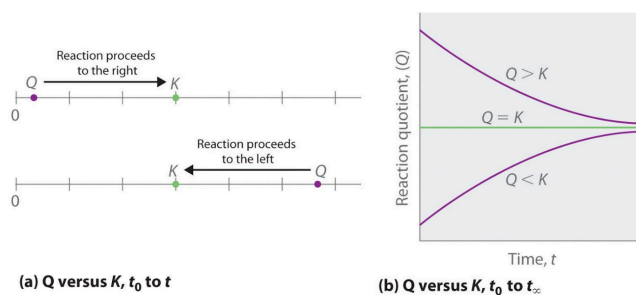 Reaction proceeds
to the right
Q
K
0
Reaction proceeds
to the left
K
Q
0
(a) Q versus K, t₀ to t
Reaction quotient, (Q)
Q > K
Q = K
Q < K
Time, t
(b) Q versus K, t₀ to t∞